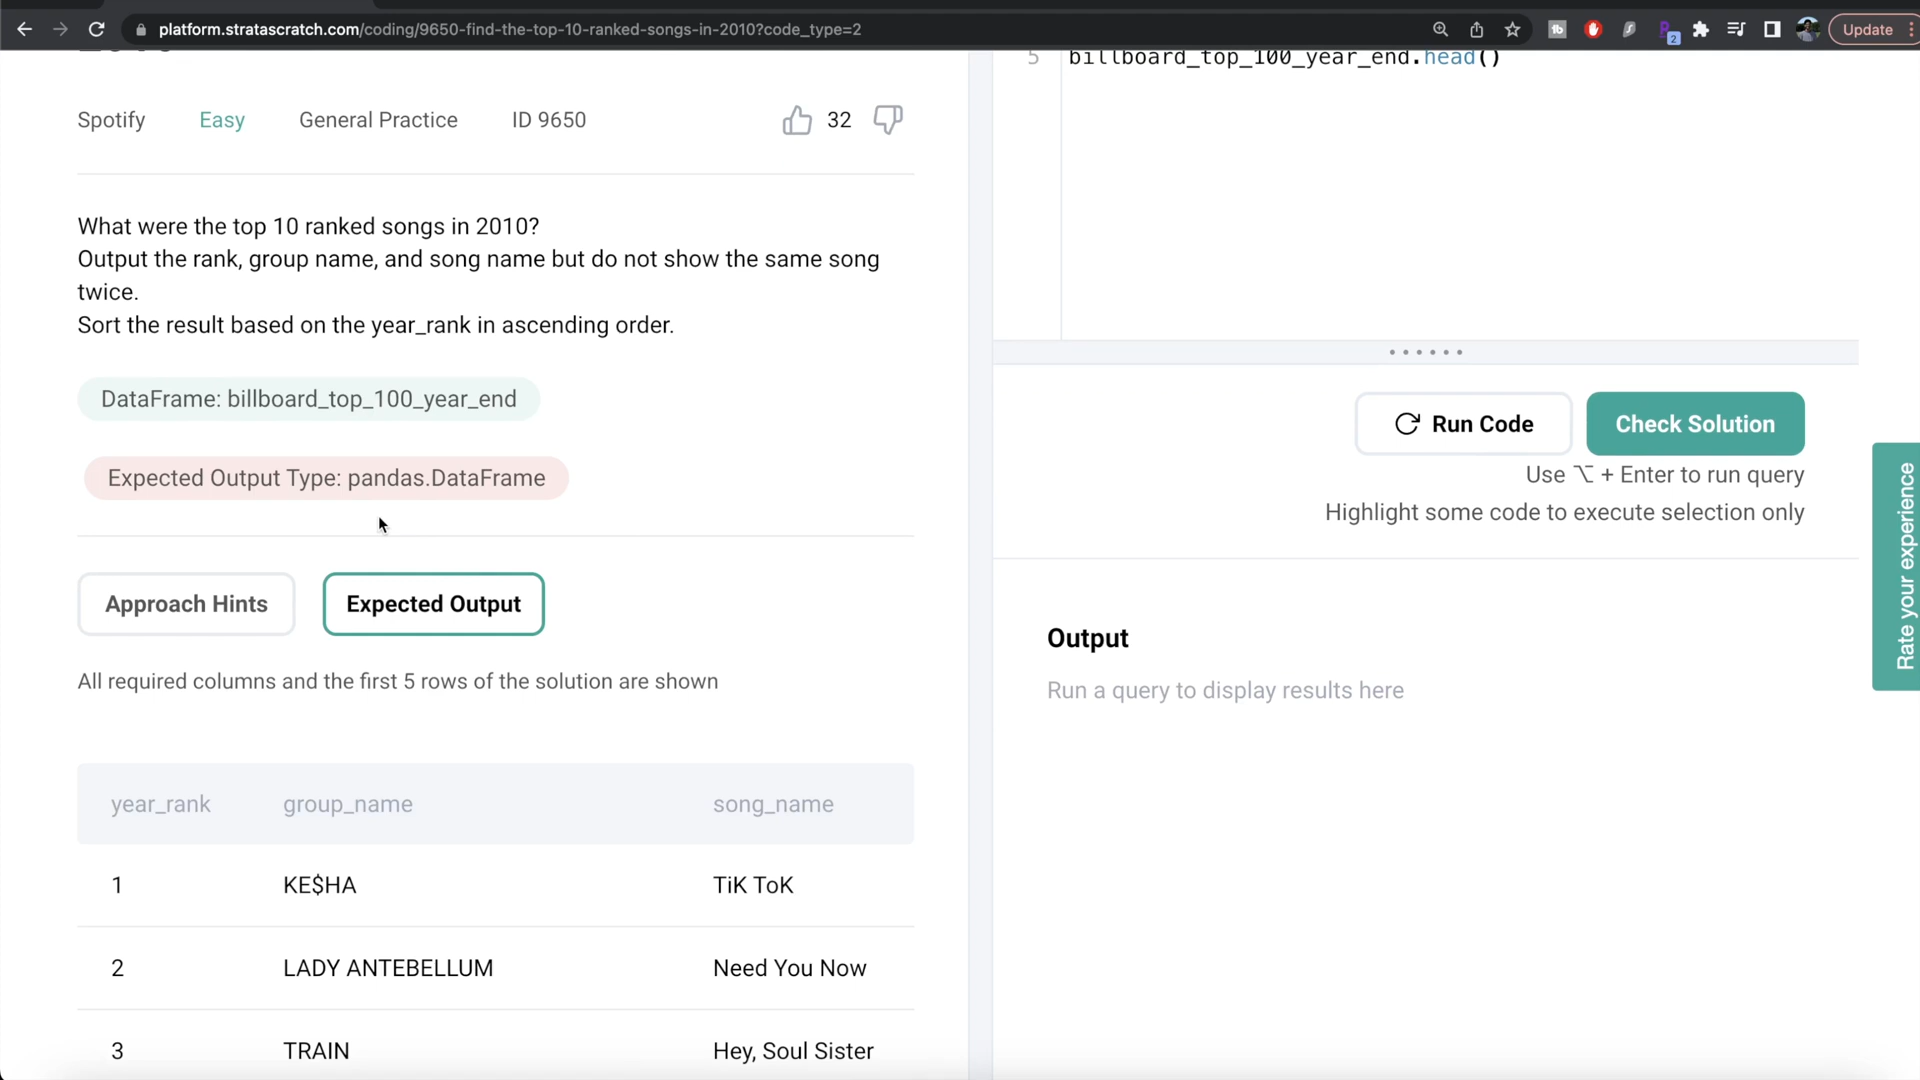 platform.stratascratch.com/coding/9650-find-the-top-10-ranked-songs-in-2010?code_type=2
2
Update
Spotify Easy General Practice ID 9650 32
What were the top 10 ranked songs in 2010?
Output the rank, group name, and song name but do not show the same song
twice.
Sort the result based on the year_rank in ascending order.
DataFrame: billboard_top_100_year_end
Expected Output Type: pandas.DataFrame
Approach Hints
Expected Output
All required columns and the first 5 rows of the solution are shown
year_rank group_name song_name
1 KE$HA TiK ToK
2 LADY ANTEBELLUM Need You Now
3 TRAIN Hey, Soul Sister
5 billboard_top_100_year_end.head()
Run Code
Check Solution
Use ⌥ + Enter to run query
Highlight some code to execute selection only
Output
Run a query to display results here
Rate your experience